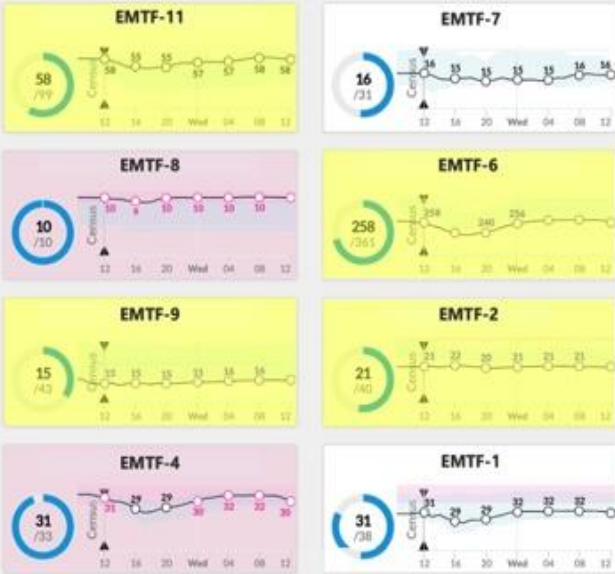 EMTF-11
58 55 55 57 57 58 58
58
/99
Census
12 16 20 Wed 04 08 12
EMTF-7
16 15 15 15 15 16 16
16
/31
Census
12 16 20 Wed 04 08 12
EMTF-8
10 10 10 10 10
10
/10
Census
12 16 20 Wed 04 08 12
EMTF-6
258 240 256
258
/361
Census
12 16 20 Wed 04 08 12
EMTF-9
15 15 15 16 16
15
/43
Census
12 16 20 Wed 04 08 12
EMTF-2
21 22 20 21 21 21
21
/40
Census
12 16 20 Wed 04 08 12
EMTF-4
31 29 29 30 32 32 30
31
/33
Census
12 16 20 Wed 04 08 12
EMTF-1
31 29 29 32 32 32
31
/38
Census
12 16 20 Wed 04 08 12